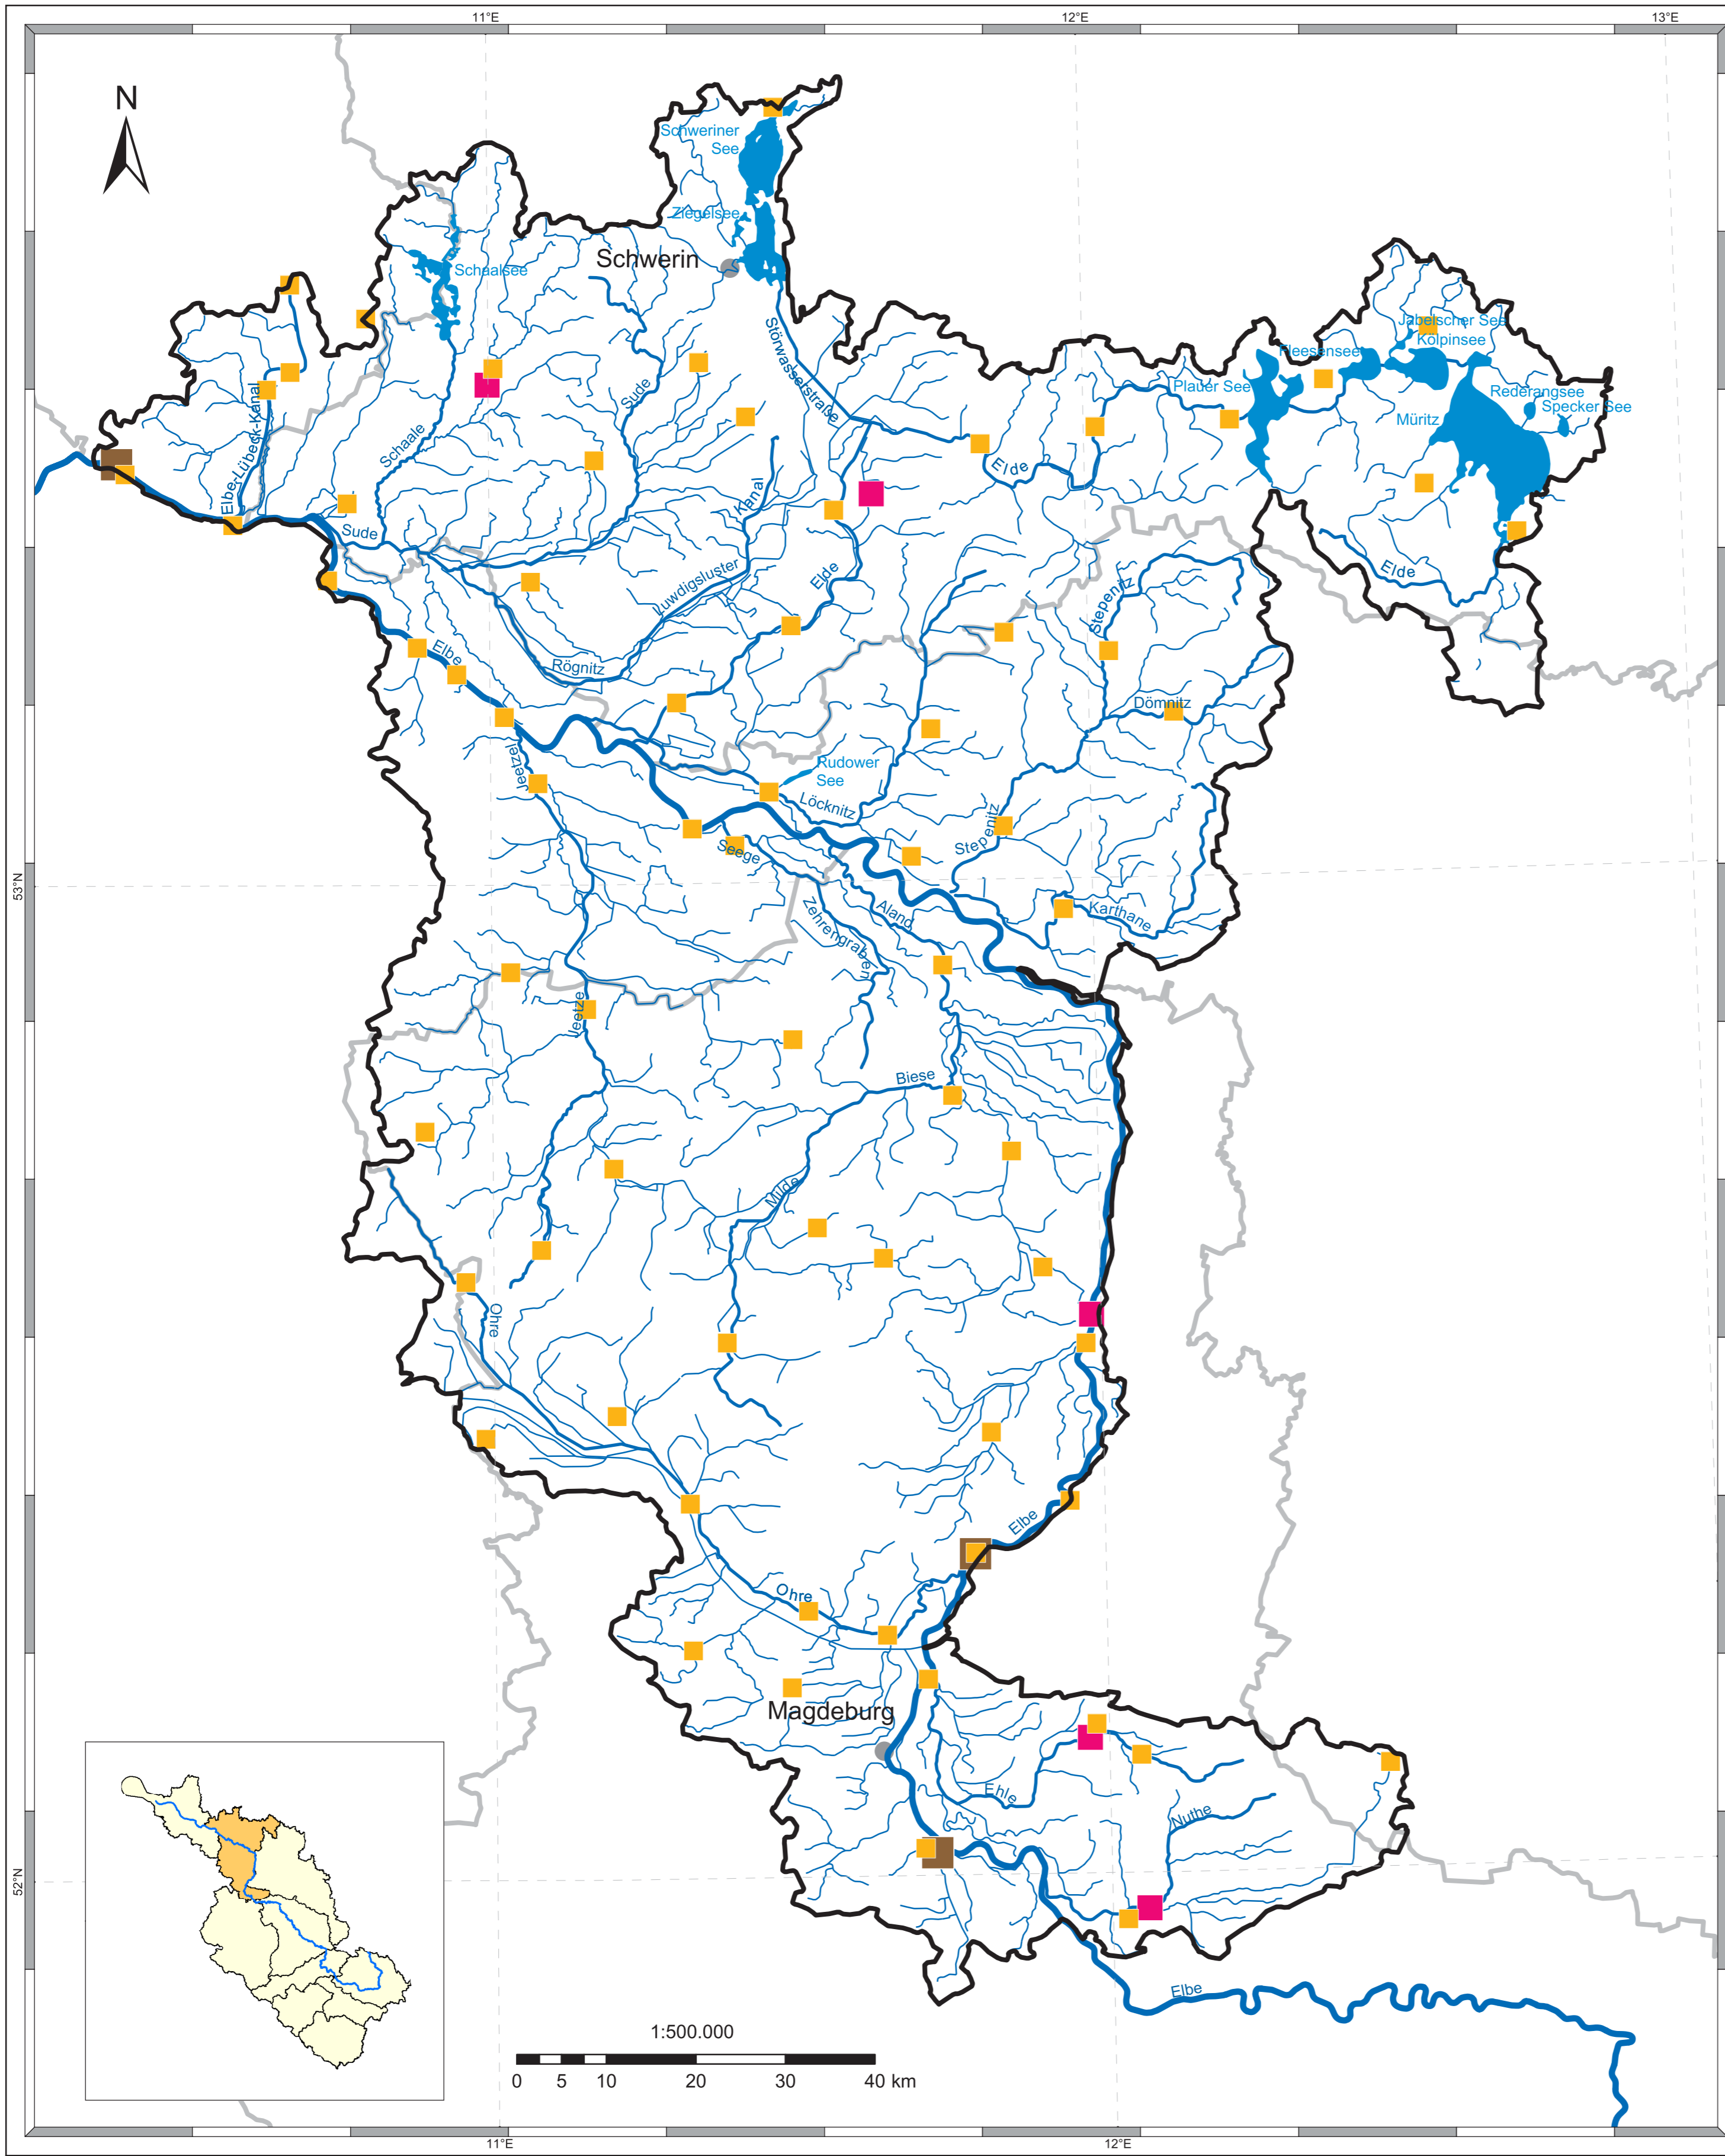 11°E
12°E
13°E
N
Schweriner
See
Ziegelsee
Schwerin
Schaalsee
Störwasserstraße
Jabelscher See
Kölpinsee
Fleesensee
Plauer See
Rederangsee
Specker See
Müritz
Elbe-Lübeck-Kanal
Schaale
Sude
Elde
Kanal
Sude
Luwdigsluster
Elde
Elde
Stepenitz
Elbe
Rögnitz
Dömnitz
Jeetzel
Rudower
See
Löcknitz
Stepenitz
Seege
53°N
53°N
Aland
Karthane
Zehrengraben
Jeetze
Biese
Milde
Ohre
Elbe
Ohre
Magdeburg
Ehle
Nuthe
52°N
Elbe
1:500.000
0 5 10 20 30 40 km
11°E
12°E